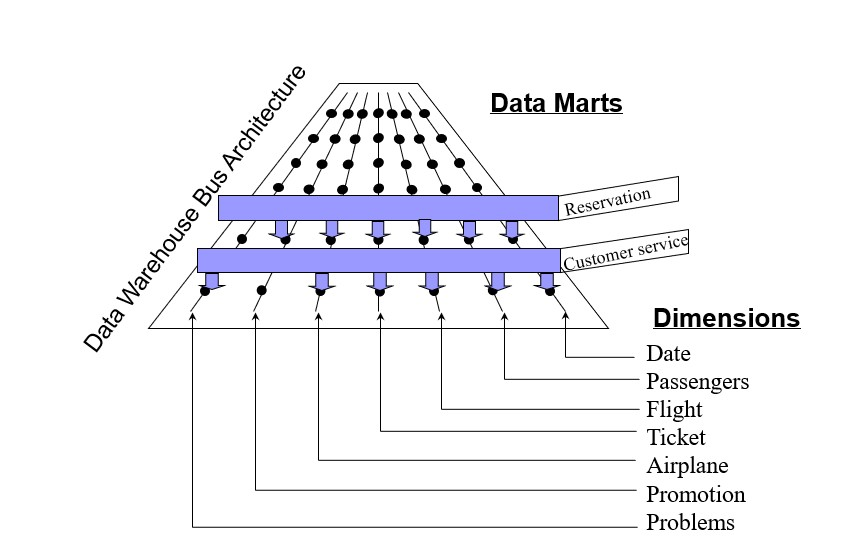 Data Warehouse Bus Architecture
Data Marts
Reservation
Customer service
Dimensions
Date
Passengers
Flight
Ticket
Airplane
Promotion
Problems